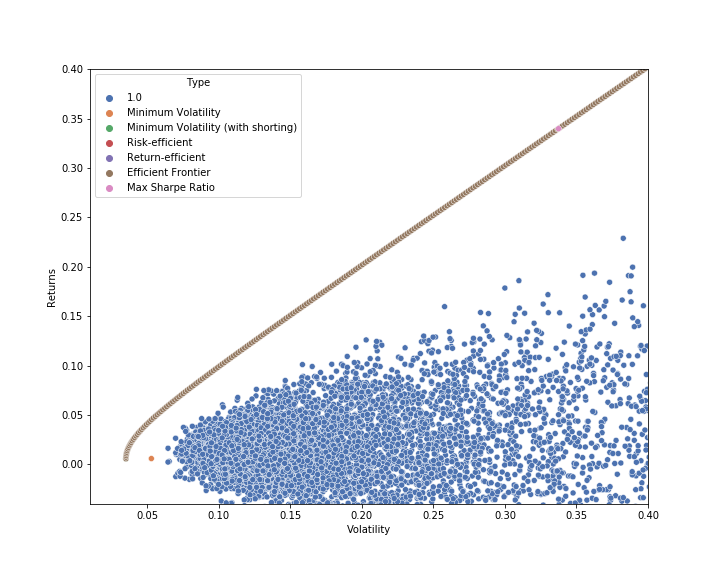 0.40
0.35
0.30
0.25
0.20
0.15
0.10
0.05
0.00
Returns
Type
1.0
Minimum Volatility
Minimum Volatility (with shorting)
Risk-efficient
Return-efficient
Efficient Frontier
Max Sharpe Ratio
0.05 0.10 0.15 0.20 0.25 0.30 0.35 0.40
Volatility